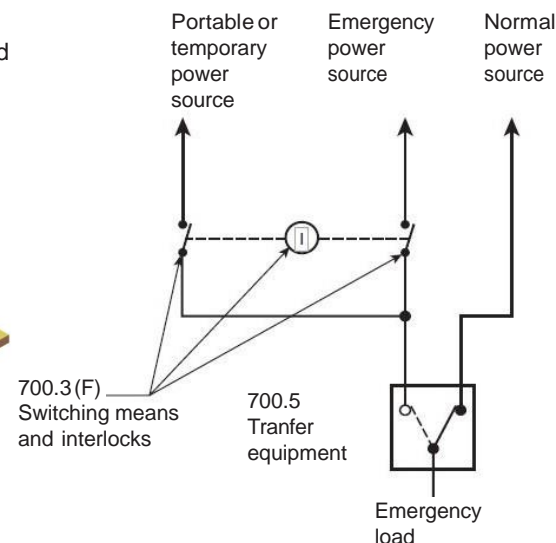 d
Portable or
temporary
power
source
Emergency
power
source
Normal
power
source
I
700.3(F)
Switching means
and interlocks
700.5
Tranfer
equipment
Emergency
load